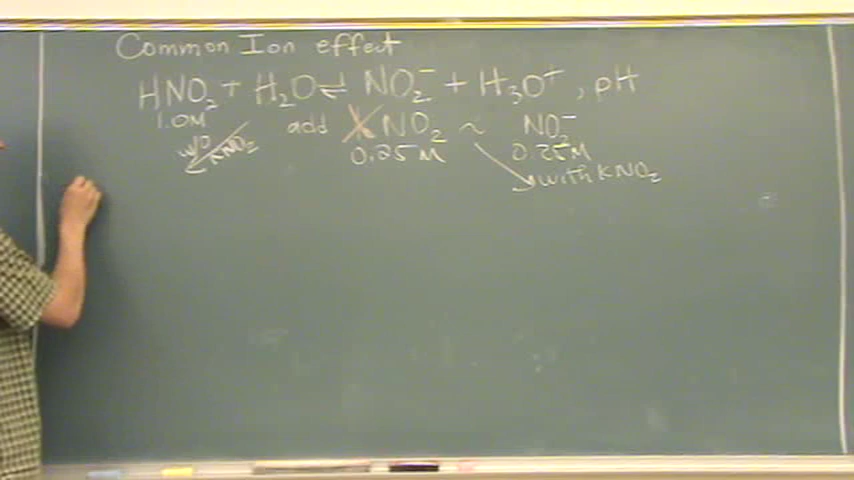 Common Ion effect
HNO₂ + H₂O ⇌ NO₂⁻ + H₃O⁺, pH
1.0M add KNO₂ ~ NO₂⁻
w/o KNO₂ 0.25M 0.25M
with KNO₂